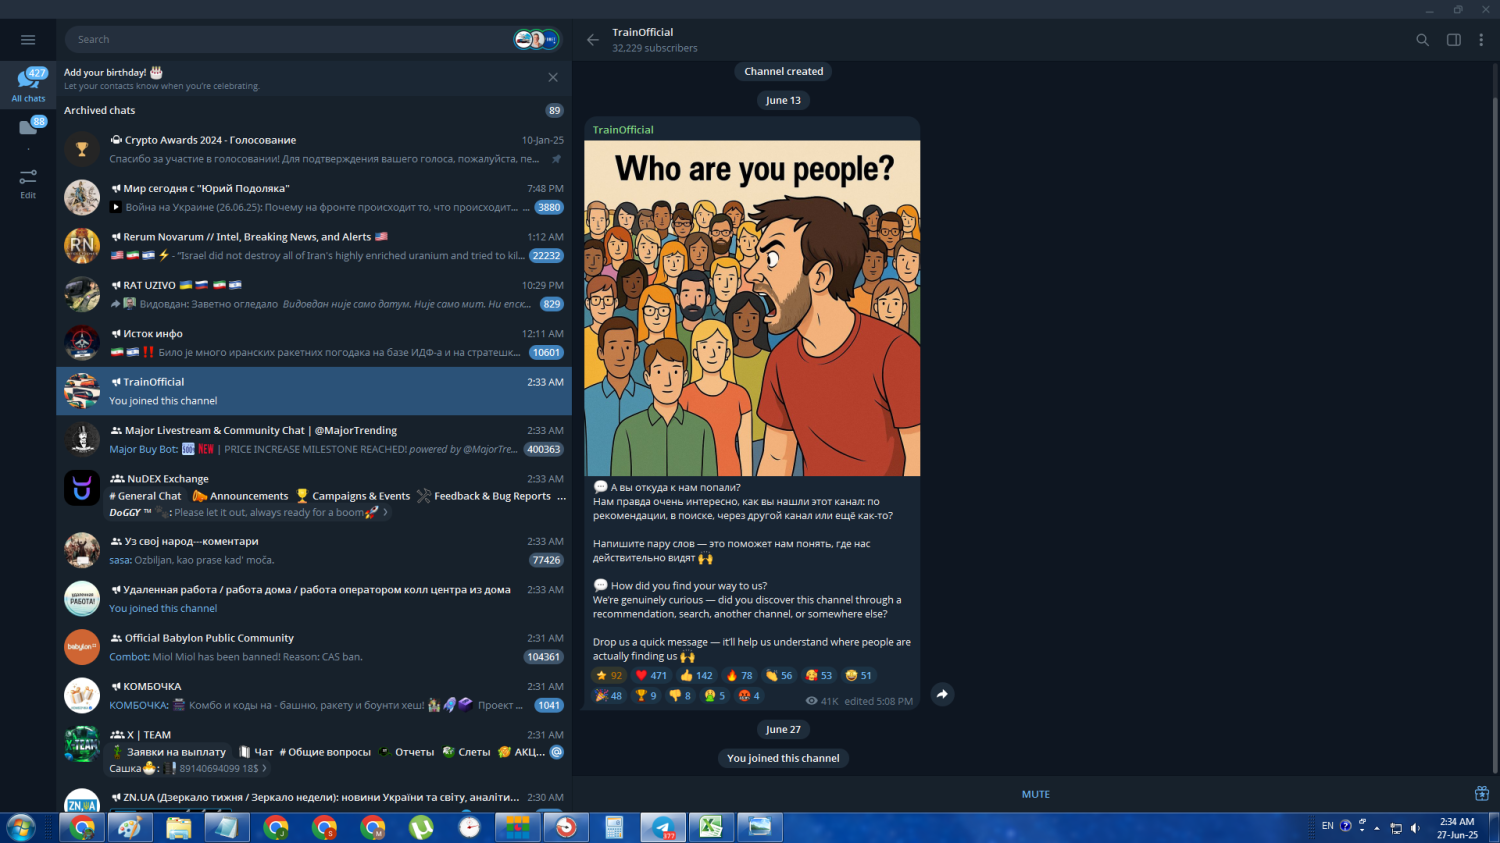 Search
TrainOfficial
32,229 subscribers
427
All chats
88
Edit
Add your birthday!
Let your contacts know when you're celebrating.
Archived chats
89
Crypto Awards 2024 - Голосование
10-Jan-25
Спасибо за участие в голосовании! Для подтверждения вашего голоса, пожалуйста, пе...
Мир сегодня с "Юрий Подоляка"
7:48 PM
Война на Украине (26.06.25): Почему на фронте происходит то, что происходит... ...
3880
RN
Rerum Novarum // Intel, Breaking News, and Alerts
1:12 AM
- "Israel did not destroy all of Iran's highly enriched uranium and tried to kil...
22232
RAT UZIVO
10:29 PM
Видовдан: Заветно огледало Видовдан није само датум. Није само мит. Ни епск...
829
Исток инфо
12:11 AM
Било је много иранских ракетних погодака на базе ИДФ-а и на стратешк...
10601
TrainOfficial
2:33 AM
You joined this channel
Major Livestream & Community Chat | @MajorTrending
2:33 AM
Major Buy Bot: NEW | PRICE INCREASE MILESTONE REACHED! powered by @MajorTre...
400363
NuDEX Exchange
2:33 AM
# General Chat Announcements Campaigns & Events Feedback & Bug Reports ...
DoGGY ™ : Please let it out, always ready for a boom
Уз свој народ---коментари
2:33 AM
sasa: Ozbiljan, kao prase kad' moča.
77426
УДАЛЕННАЯ
РАБОТА!
Удаленная работа / работа дома / работа оператором колл центра из дома
2:33 AM
You joined this channel
babylon
Official Babylon Public Community
2:31 AM
Combot: Miol Miol has been banned! Reason: CAS ban.
104361
КОМБОЧКА
2:31 AM
КОМБОЧКА: Комбо и коды на - башню, ракету и боунти хеш! Проект ...
1041
X TEAM
X | TEAM
2:31 AM
Заявки на выплату Чат # Общие вопросы Отчеты Слеты АКЦ... @
Сашка : 89140694099 18$
ZN,UA
ZN.UA (Дзеркало тижня / Зеркало недели): новини України та світу, аналіти...
2:30 AM
Channel created
June 13
TrainOfficial
Who are you people?
А вы откуда к нам попали?
Нам правда очень интересно, как вы нашли этот канал: по
рекомендации, в поиске, через другой канал или ещё как-то?
Напишите пару слов — это поможет нам понять, где нас
действительно видят
How did you find your way to us?
We're genuinely curious — did you discover this channel through a
recommendation, search, another channel, or somewhere else?
Drop us a quick message — it'll help us understand where people are
actually finding us
92 471 142 78 56 53 51
48 9 8 5 4
41K edited 5:08 PM
June 27
You joined this channel
MUTE
J
S
M
377
EN
2:34 AM
27-Jun-25